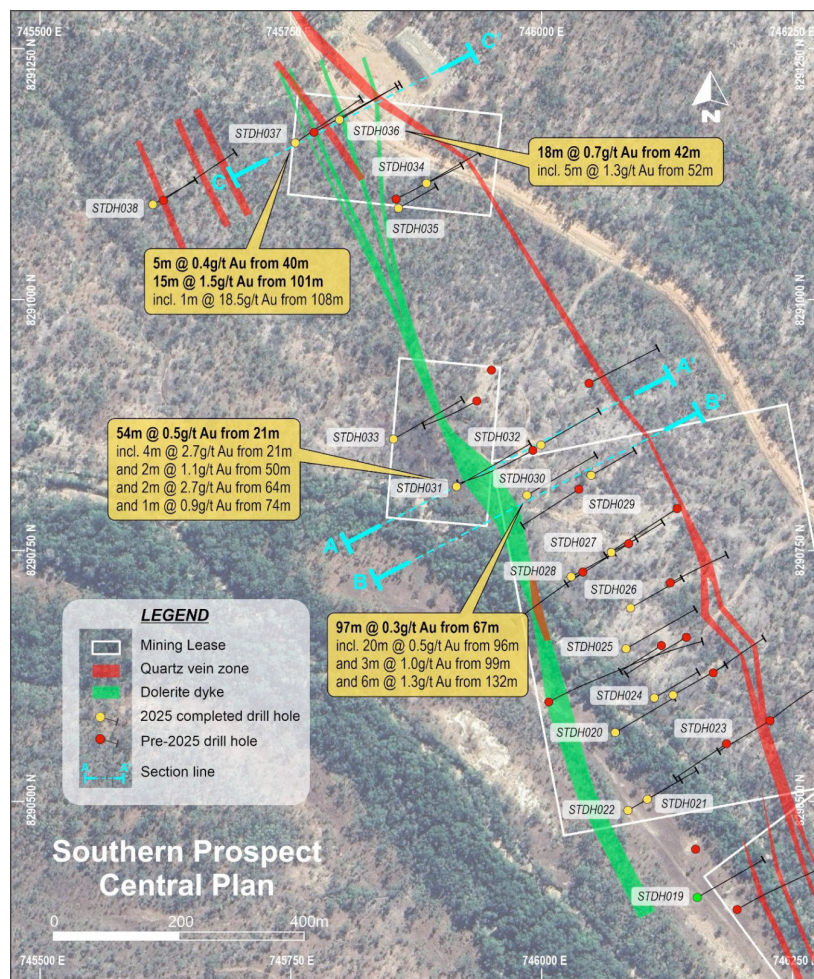 745500 E
745750 E
746000 E
746250 E
8291250 N
8291250 N
C'
N
STDH037
STDH036
18m @ 0.7g/t Au from 42m
incl. 5m @ 1.3g/t Au from 52m
STDH034
C
STDH038
STDH035
5m @ 0.4g/t Au from 40m
15m @ 1.5g/t Au from 101m
incl. 1m @ 18.5g/t Au from 108m
8291000 N
8291000 N
A'
B'
54m @ 0.5g/t Au from 21m
incl. 4m @ 2.7g/t Au from 21m
and 2m @ 1.1g/t Au from 50m
and 2m @ 2.7g/t Au from 64m
and 1m @ 0.9g/t Au from 74m
STDH033
STDH032
STDH031
STDH030
STDH029
A
STDH027
8290750 N
8290750 N
B
STDH028
STDH026
LEGEND
Mining Lease
Quartz vein zone
Dolerite dyke
2025 completed drill hole
Pre-2025 drill hole
A A'
Section line
97m @ 0.3g/t Au from 67m
incl. 20m @ 0.5g/t Au from 96m
and 3m @ 1.0g/t Au from 99m
and 6m @ 1.3g/t Au from 132m
STDH025
STDH024
STDH020
STDH023
STDH022
STDH021
8290500 N
8290500 N
Southern Prospect
Central Plan
STDH019
0 200 400m
745500 E
745750 E
746000 E
746250 E